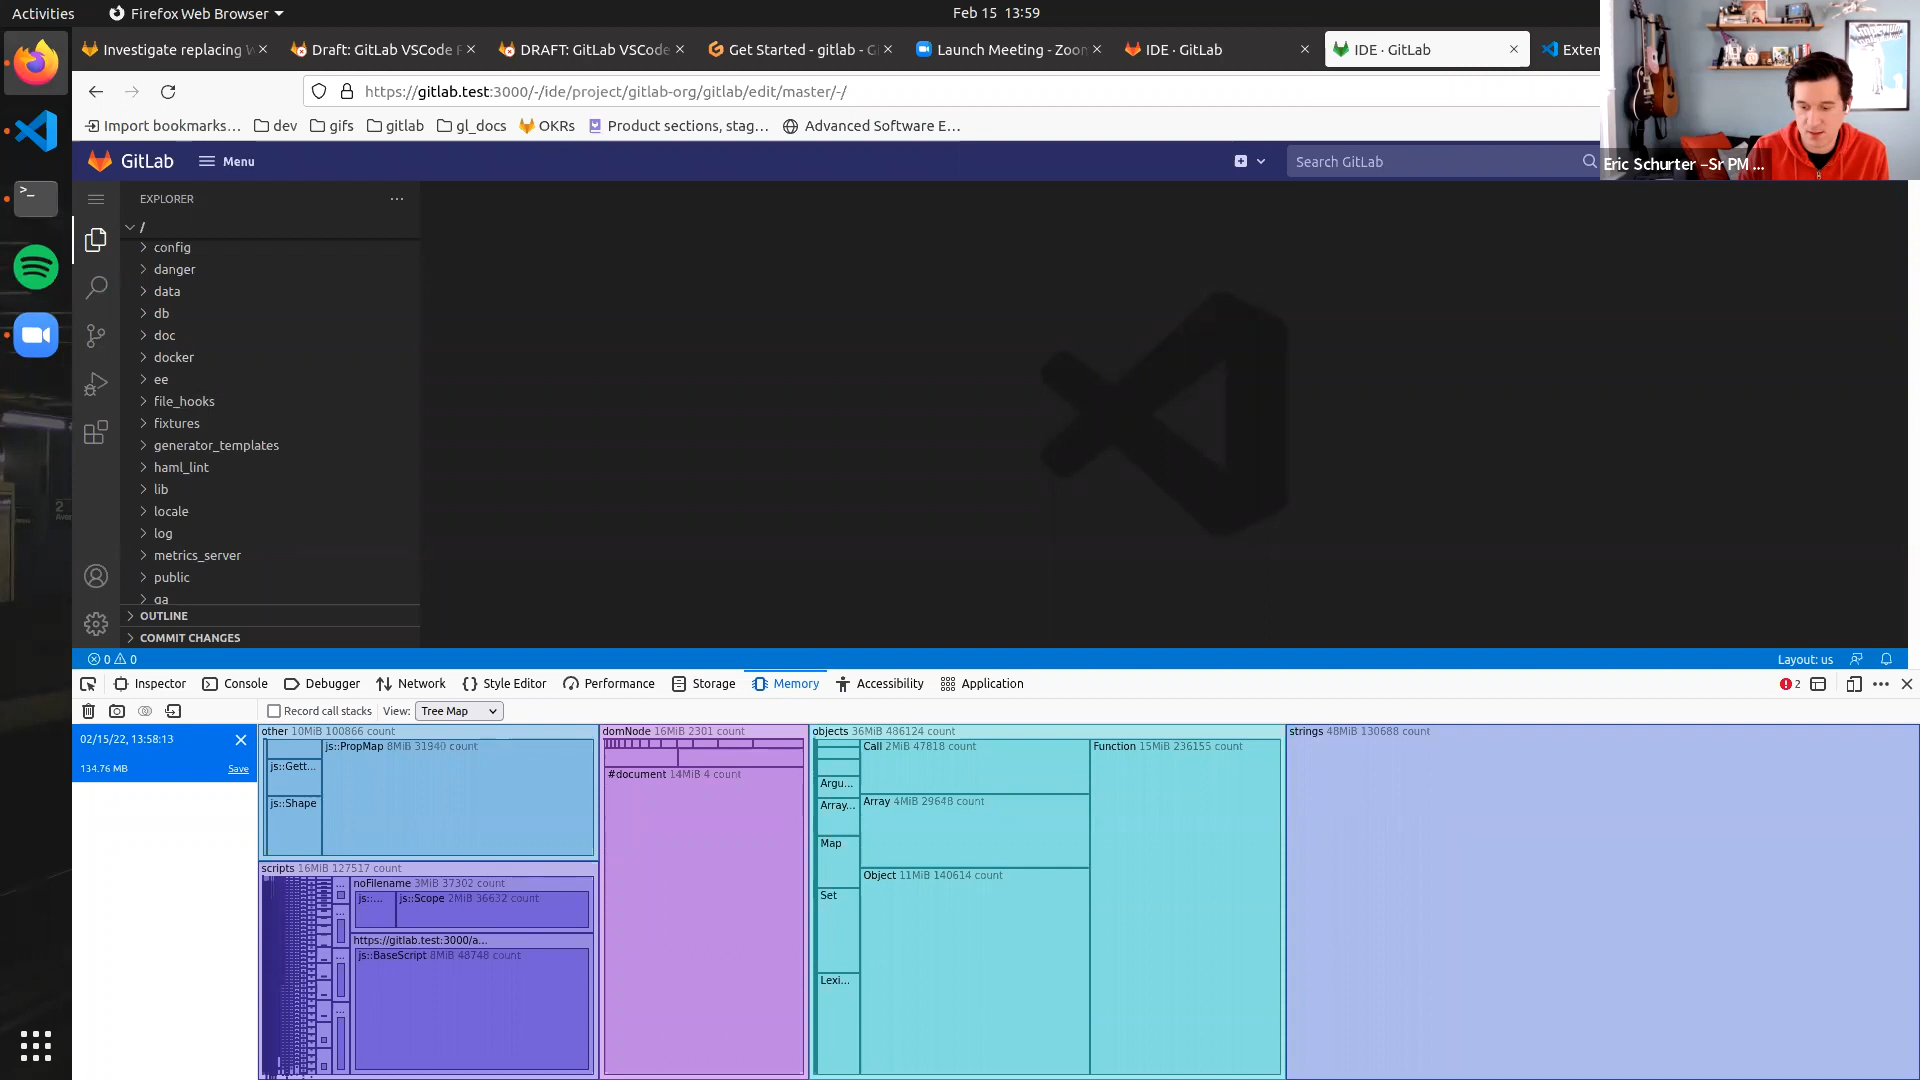 Activities
Firefox Web Browser
Feb 15 13:59
Investigate replacing W
Draft: GitLab VSCode F
DRAFT: GitLab VSCode
Get Started - gitlab - G
Launch Meeting - Zoom
IDE · GitLab
IDE · GitLab
Exten
https://gitlab.test:3000/-/ide/project/gitlab-org/gitlab/edit/master/-/
Import bookmarks...
dev
gifs
gitlab
gl_docs
OKRs
Product sections, stag...
Advanced Software E...
GitLab
Menu
Search GitLab
Eric Schurter –Sr PM ...
EXPLORER
/
config
danger
data
db
doc
docker
ee
file_hooks
fixtures
generator_templates
haml_lint
lib
locale
log
metrics_server
public
qa
OUTLINE
COMMIT CHANGES
0 0
Layout: us
Inspector
Console
Debugger
Network
Style Editor
Performance
Storage
Memory
Accessibility
Application
2
Record call stacks
View:
Tree Map
02/15/22, 13:58:13
134.76 MB
Save
other 10MiB 100866 count
js::Gett...
js::PropMap 8MiB 31940 count
js::Shape
scripts 16MiB 127517 count
noFilename 3MiB 37302 count
js::...
js::Scope 2MiB 36632 count
https://gitlab.test:3000/a...
js::BaseScript 8MiB 48748 count
domNode 16MiB 2301 count
#document 14MiB 4 count
objects 36MiB 486124 count
Call 2MiB 47818 count
Function 15MiB 236155 count
Argu...
Array...
Array 4MiB 29648 count
Map
Object 11MiB 140614 count
Set
Lexi...
strings 48MiB 130688 count